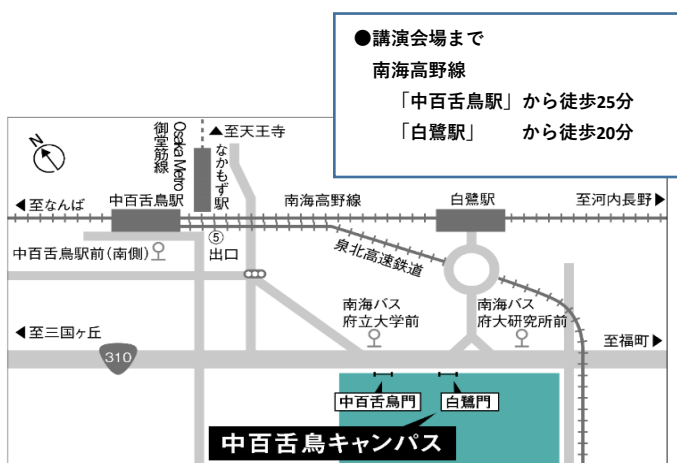 ●講演会場まで
南海高野線
「中百舌鳥駅」から徒歩25分
「白鷺駅」 から徒歩20分
N
Osaka Metro
御堂筋線
▲至天王寺
なかもず駅
◀至なんば
中百舌鳥駅
南海高野線
白鷺駅
至河内長野▶
中百舌鳥駅前(南側)
⑤
出口
泉北高速鉄道
南海バス
府立大学前
南海バス
府大研究所前
◀至三国ヶ丘
310
至福町▶
中百舌鳥門
白鷺門
中百舌鳥キャンパス